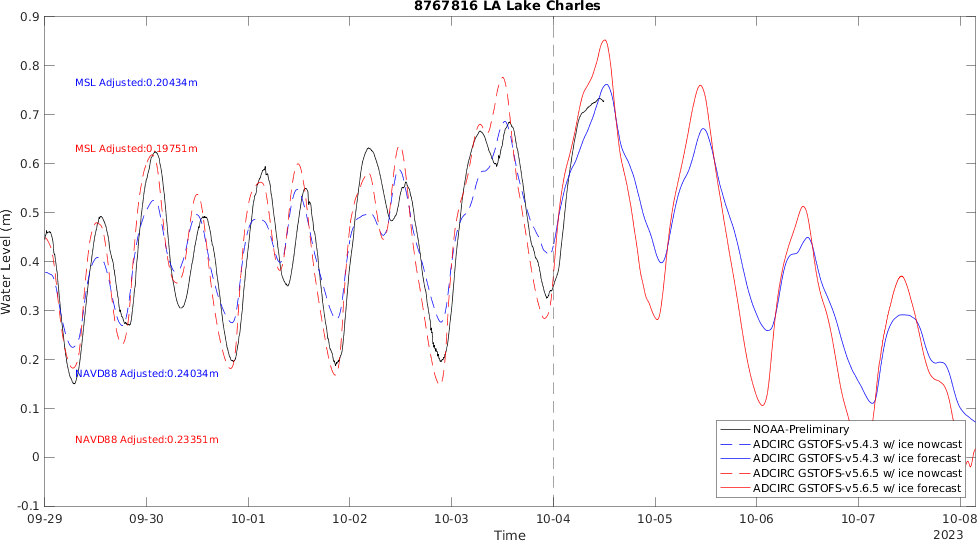 8767816 LA Lake Charles
0.9
0.8
MSL Adjusted:0.20434m
0.7
MSL Adjusted:0.19751m
0.6
0.5
Water Level (m)
0.4
0.3
0.2
NAVD88 Adjusted:0.24034m
0.1
NAVD88 Adjusted:0.23351m
0
-0.1
NOAA-Preliminary
ADCIRC GSTOFS-v5.4.3 w/ ice nowcast
ADCIRC GSTOFS-v5.4.3 w/ ice forecast
ADCIRC GSTOFS-v5.6.5 w/ ice nowcast
ADCIRC GSTOFS-v5.6.5 w/ ice forecast
09-29 09-30 10-01 10-02 10-03 10-04 10-05 10-06 10-07 10-08
Time
2023